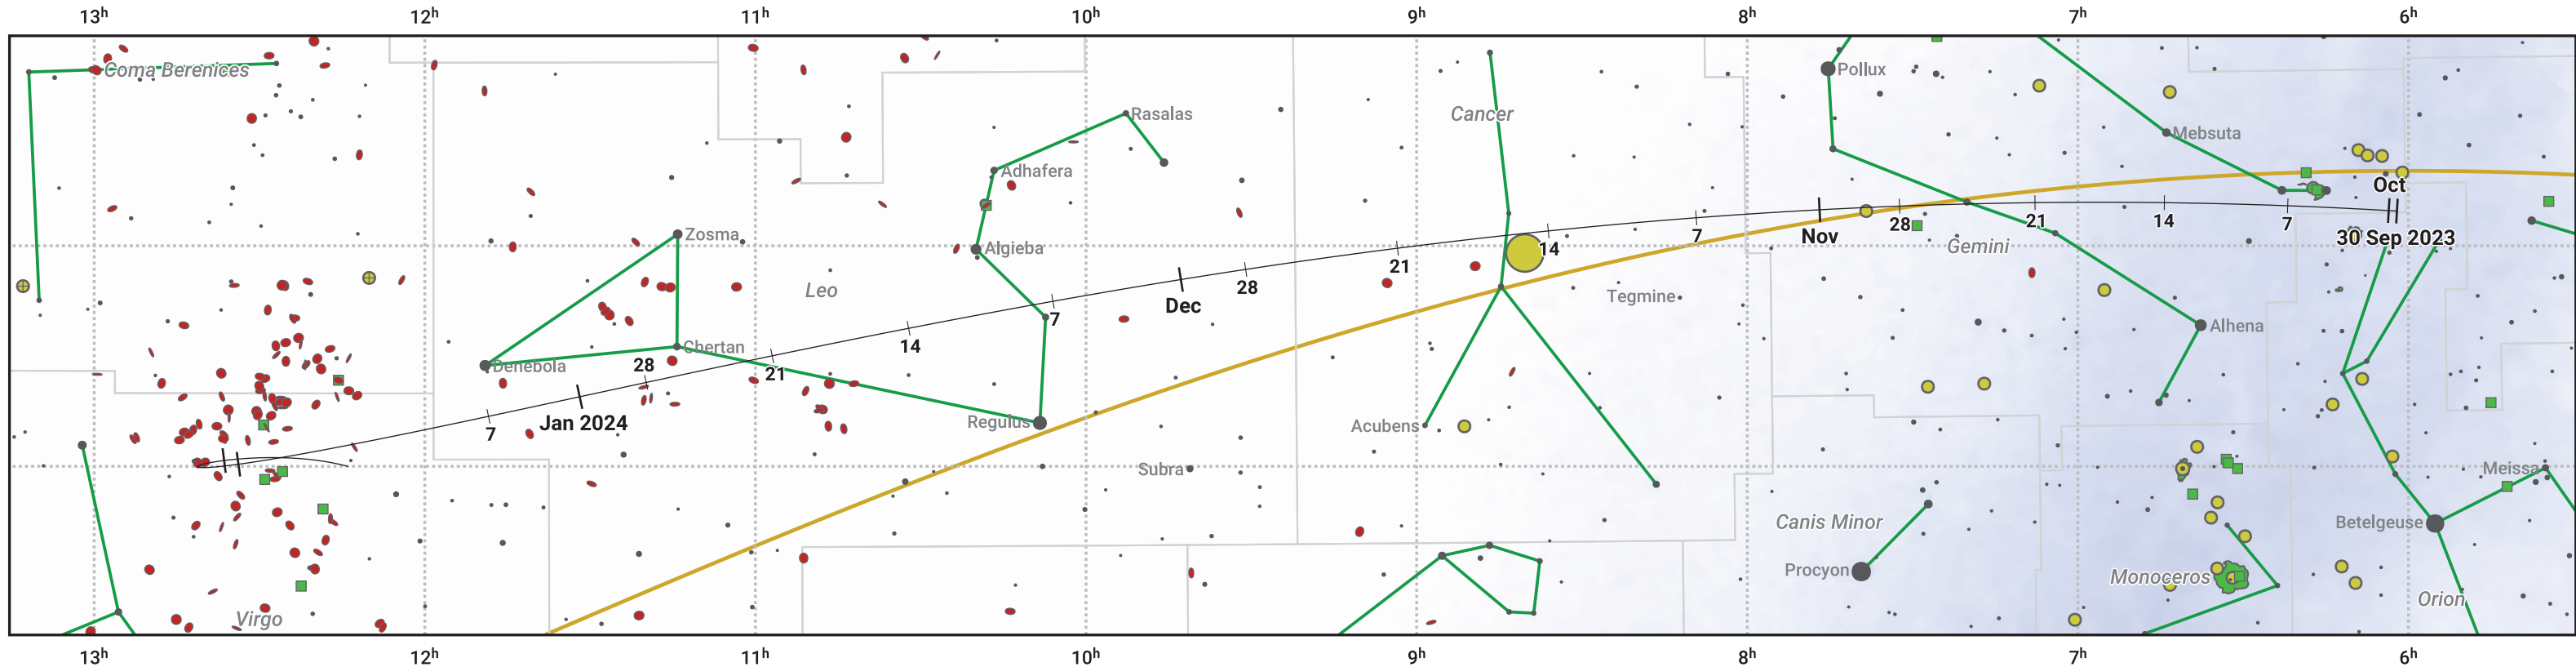 13ʰ 12ʰ 11ʰ 10ʰ 9ʰ 8ʰ 7ʰ 6ʰ
Coma Berenices
Pollux
Rasalas
Cancer
Mebsuta
Adhafera
Oct
Zosma
Algieba
14
7
Nov
28
21
14
7
30 Sep 2023
Gemini
21
28
Dec
Leo
Tegmine
7
Alhena
14
Chertan
Denebola
28
21
Jan 2024
7
Regulus
Acubens
Subra
Meissa
Canis Minor
Betelgeuse
Procyon
Monoceros
Orion
Virgo
13ʰ 12ʰ 11ʰ 10ʰ 9ʰ 8ʰ 7ʰ 6ʰ